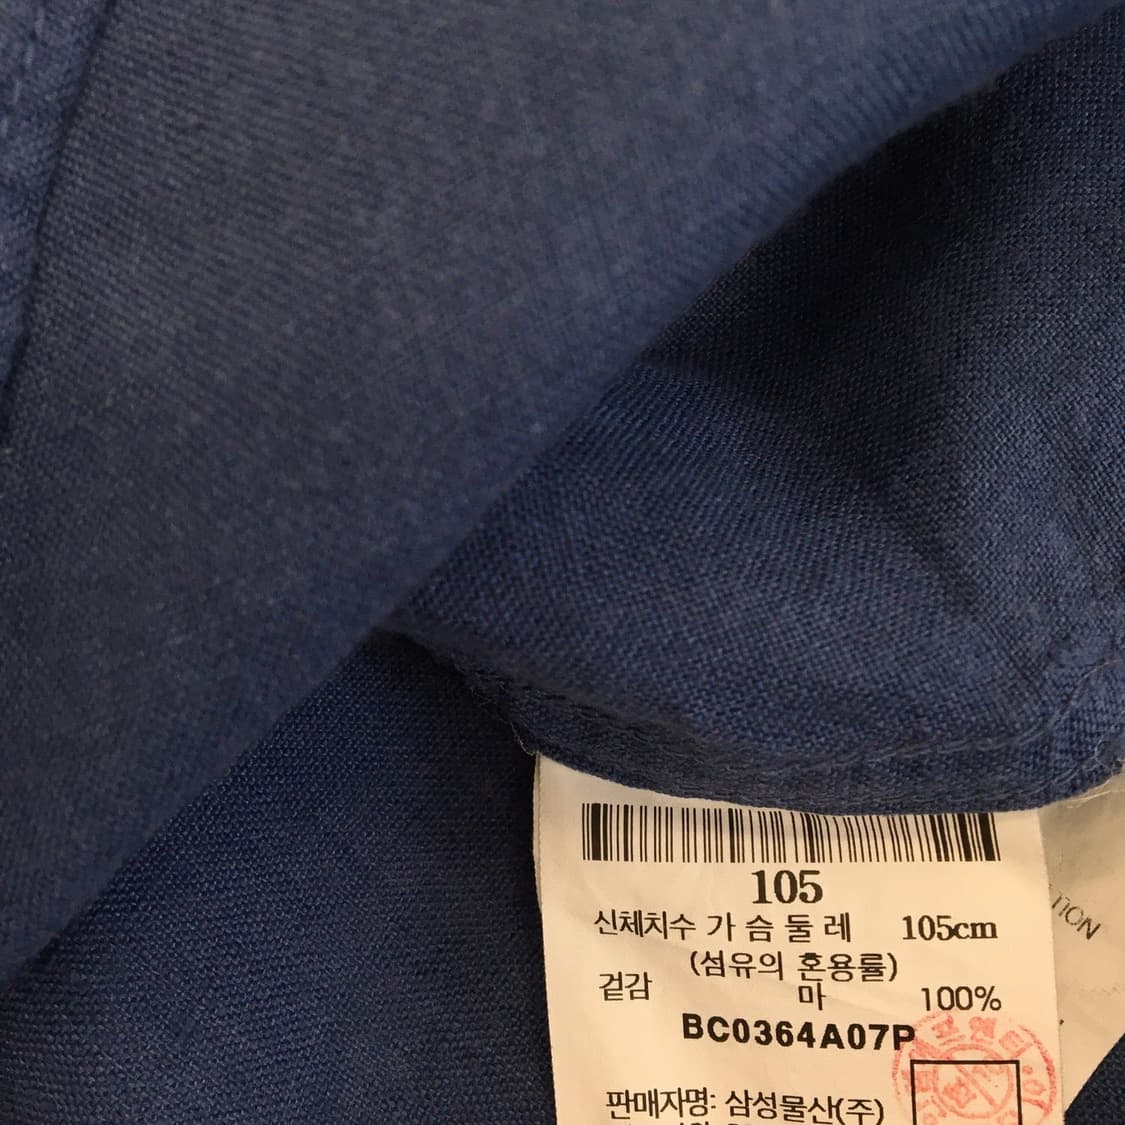 105
신체치수 가슴둘레 105cm
(섬유의 혼용률)
겉감 마 100%
BC0364A07P
판매자명: 삼성물산(주)
TION